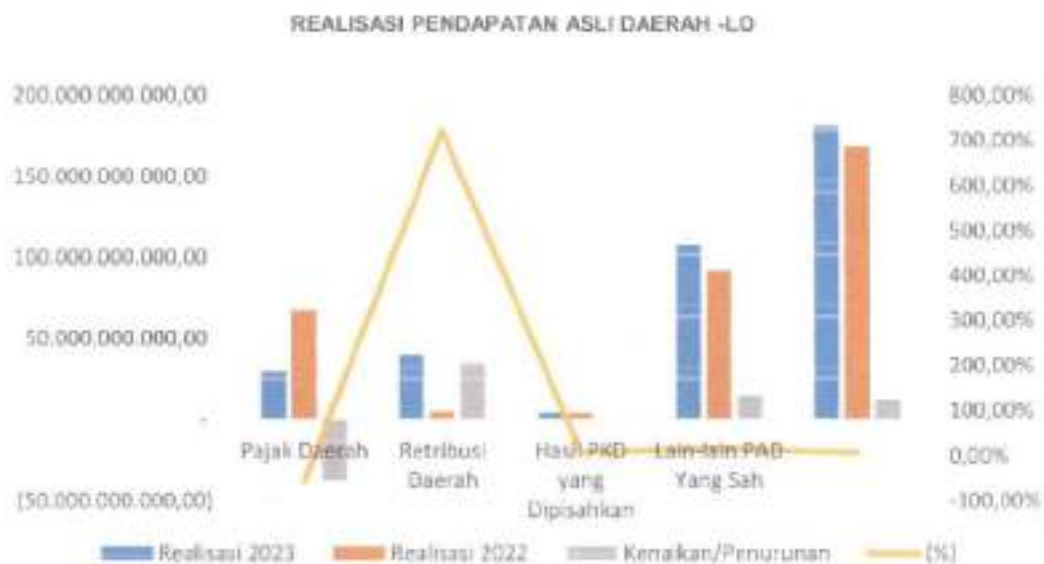 REALISASI PENDAPATAN ASLI DAERAH -LO
200.000.000.000,00
150.000.000.000,00
100.000.000.000,00
50.000.000.000,00
-
(50.000.000.000,00)
800,00%
700,00%
600,00%
500,00%
400,00%
300,00%
200,00%
100,00%
0,00%
-100,00%
Pajak Daerah
Retribusi
Daerah
Hasil PKD
yang
Dipisahkan
Lain-lain PAD
Yang Sah
Realisasi 2023
Realisasi 2022
Kenaikan/Penurunan
(%)